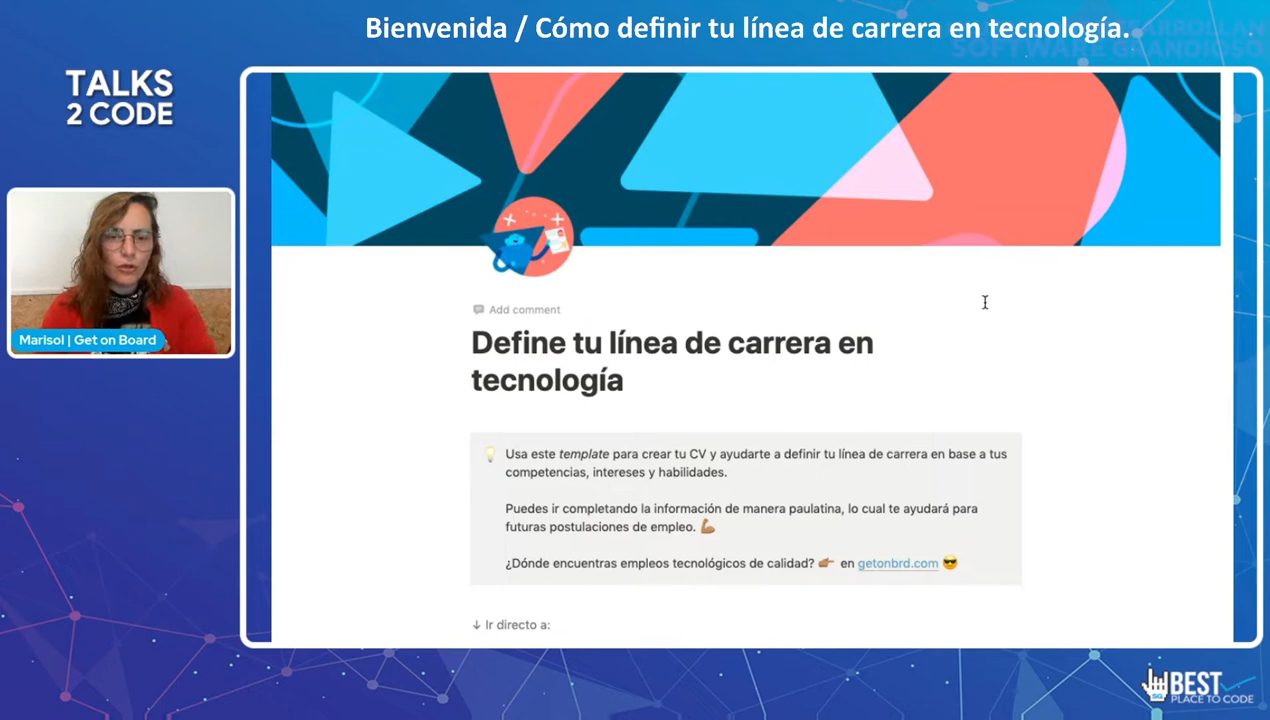 Bienvenida / Cómo definir tu línea de carrera en tecnología.
TALKS
2 CODE
Marisol | Get on Board
Add comment
Define tu línea de carrera en
tecnología
Usa este template para crear tu CV y ayudarte a definir tu línea de carrera en base a tus
competencias, intereses y habilidades.
Puedes ir completando la información de manera paulatina, lo cual te ayudará para
futuras postulaciones de empleo. 💪🏽
¿Dónde encuentras empleos tecnológicos de calidad? 👉🏽 en getonbrd.com 😎
↓ Ir directo a:
SG BEST
PLACE TO CODE